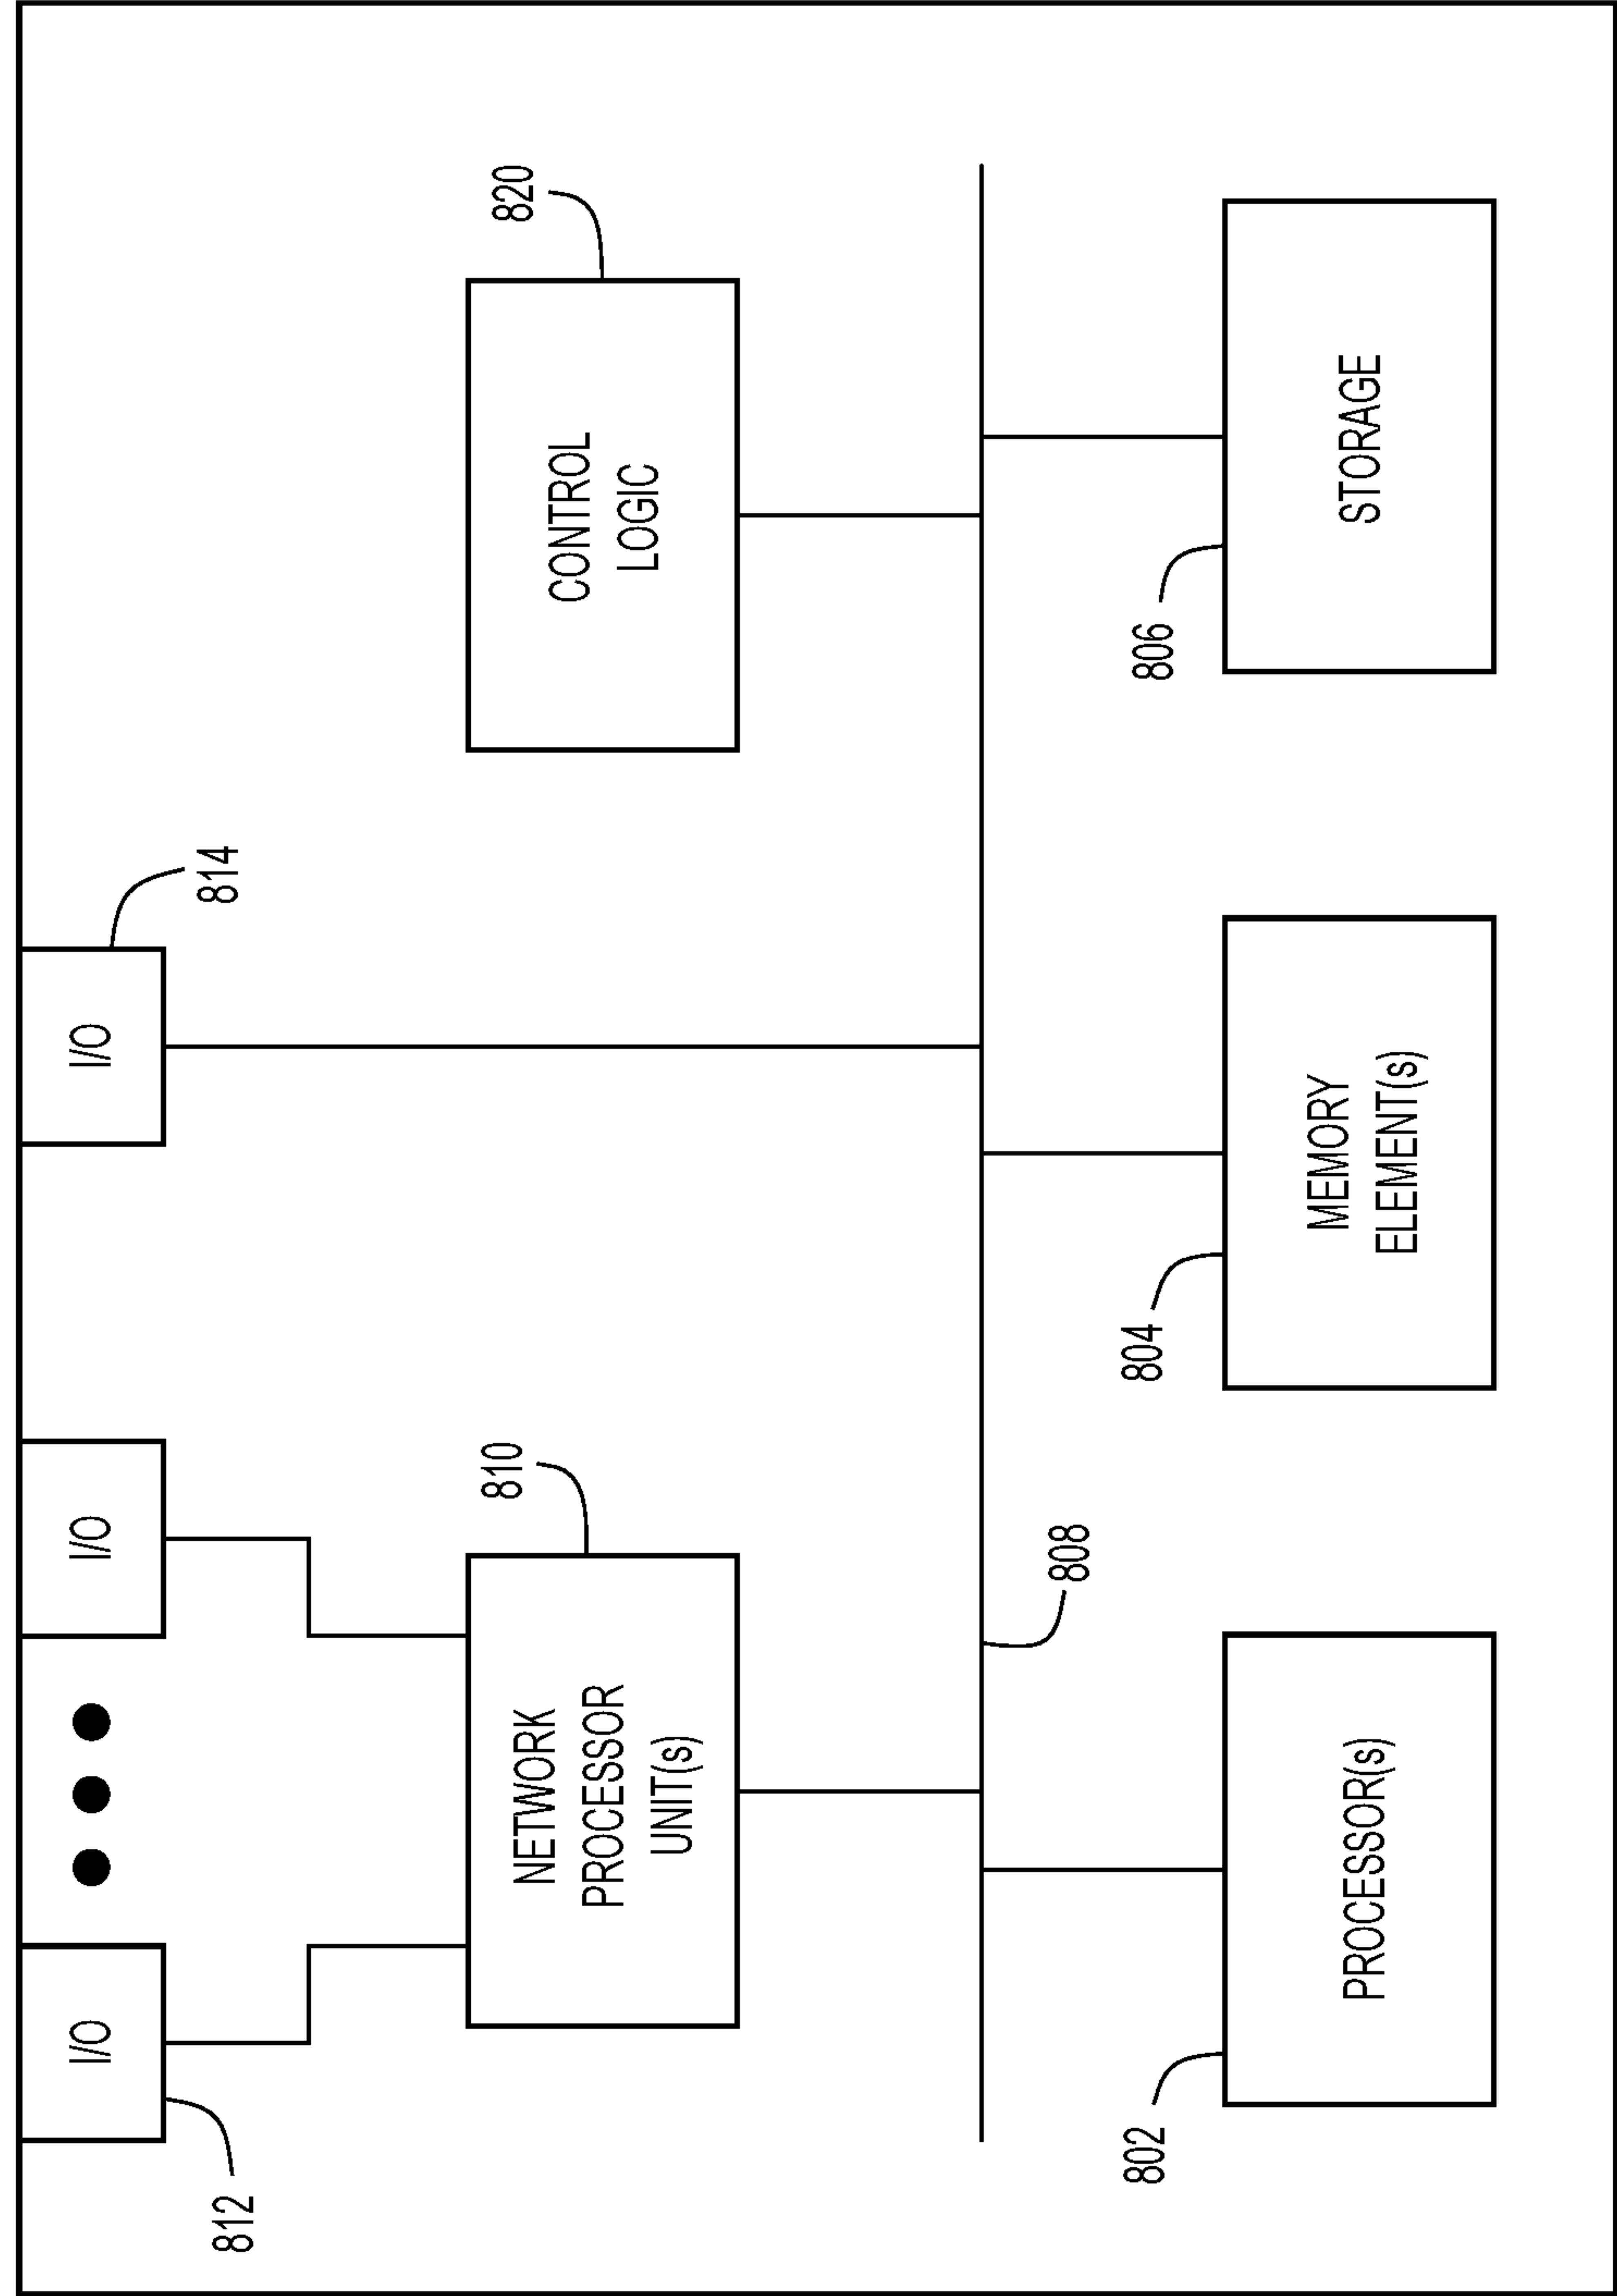 I/O
I/O
I/O
812
814
810
NETWORK
PROCESSOR
UNIT(s)
820
CONTROL
LOGIC
808
802
PROCESSOR(s)
804
MEMORY
ELEMENT(s)
806
STORAGE